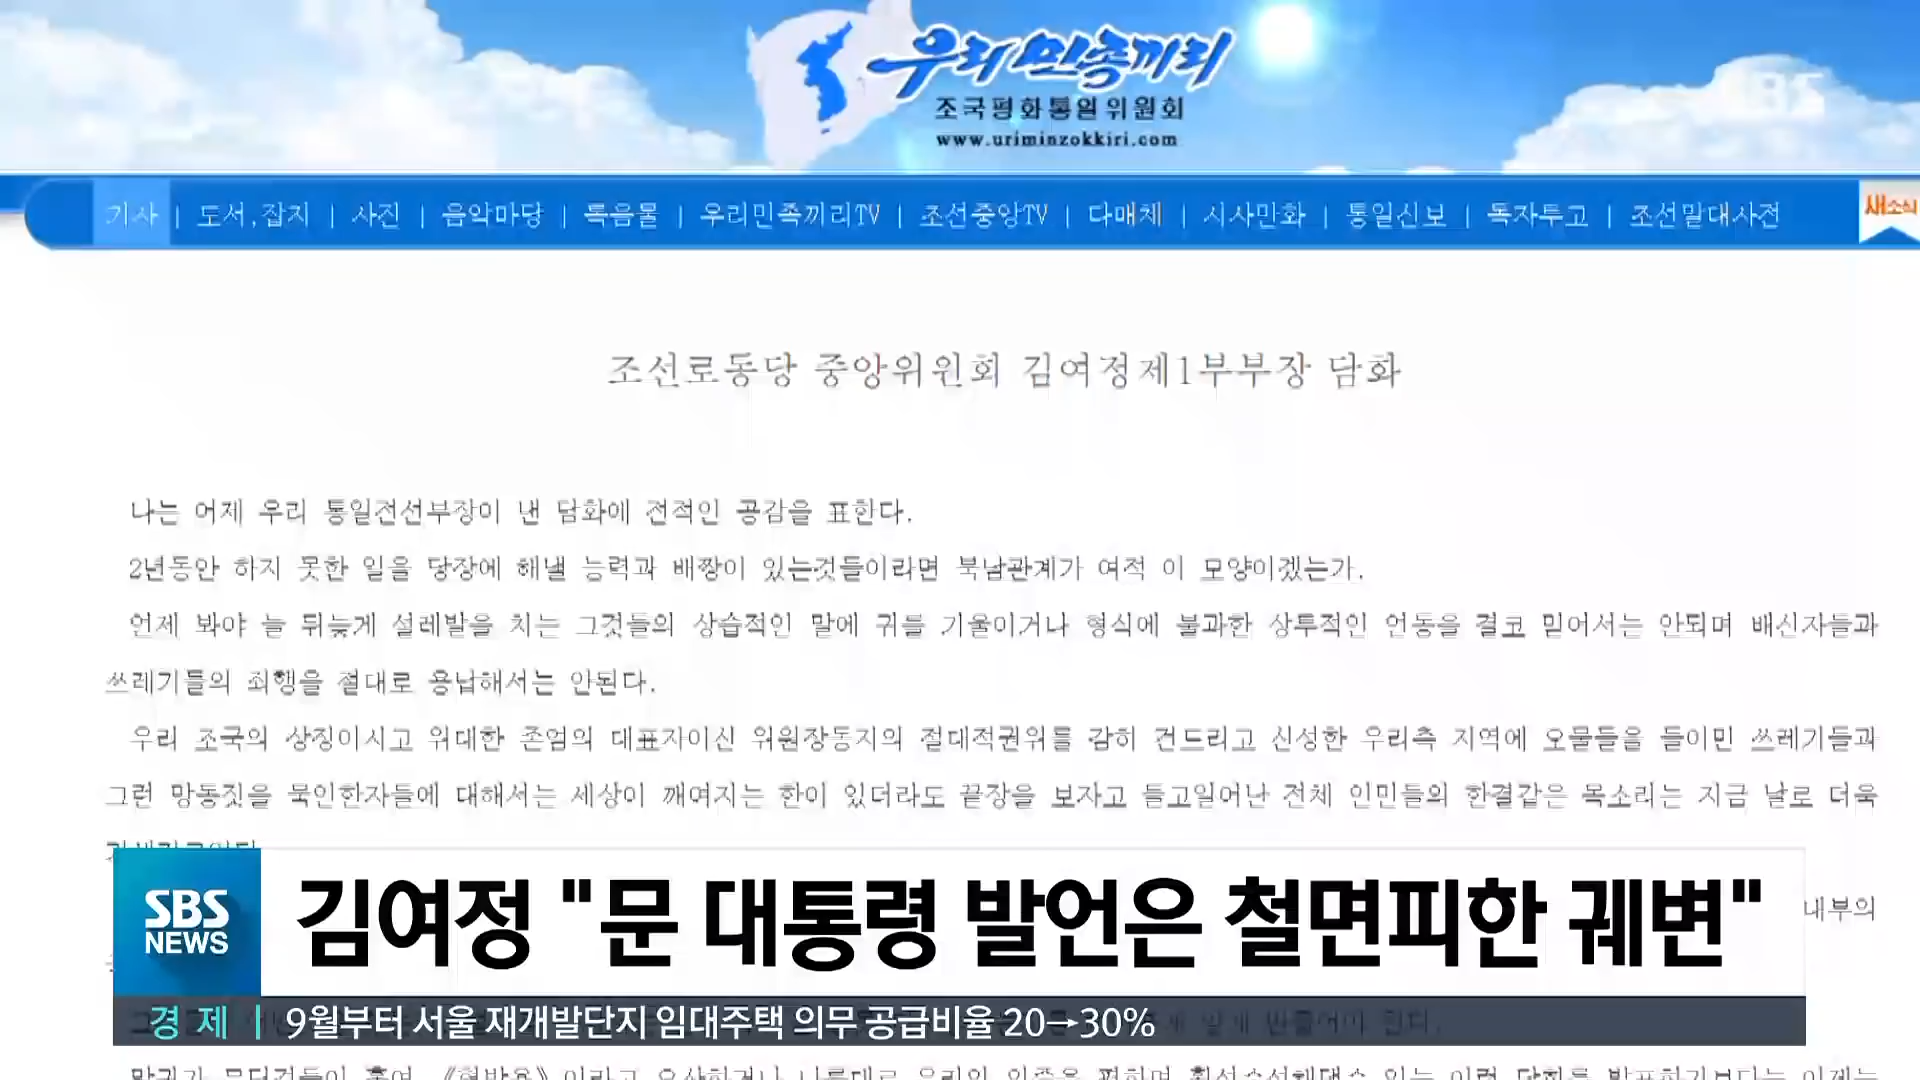 우리민족끼리
조국평화통일위원회
www.uriminzokkiri.com
기사 | 도서,잡지 | 사진 | 음악마당 | 록음물 | 우리민족끼리TV | 조선중앙TV | 다매체 | 시사만화 | 통일신보 | 독자투고 | 조선말대사전
새소식
조선로동당 중앙위원회 김여정제1부부장 담화
나는 어제 우리 통일전선부장이 낸 담화에 전적인 공감을 표한다.
2년동안 하지 못한 일을 당장에 해낼 능력과 배짱이 있는것들이라면 북남관계가 여적 이 모양이겠는가.
언제 봐야 늘 뒤늦게 설레발을 치는 그것들의 상습적인 말에 귀를 기울이거나 형식에 불과한 상투적인 언동을 결코 믿어서는 안되며 배신자들과
쓰레기들의 죄행을 절대로 용납해서는 안된다.
우리 조국의 상징이시고 위대한 존엄의 대표자이신 위원장동지의 절대적권위를 감히 건드리고 신성한 우리측 지역에 오물들을 들이민 쓰레기들과
그런 망동짓을 묵인한자들에 대해서는 세상이 깨여지는 한이 있더라도 끝장을 보자고 들고일어난 전체 인민들의 한결같은 목소리는 지금 날로 더욱
내부의
SBS
NEWS
김여정 "문 대통령 발언은 철면피한 궤변"
경제 | 9월부터 서울 재개발단지 임대주택 의무 공급비율 20→30%